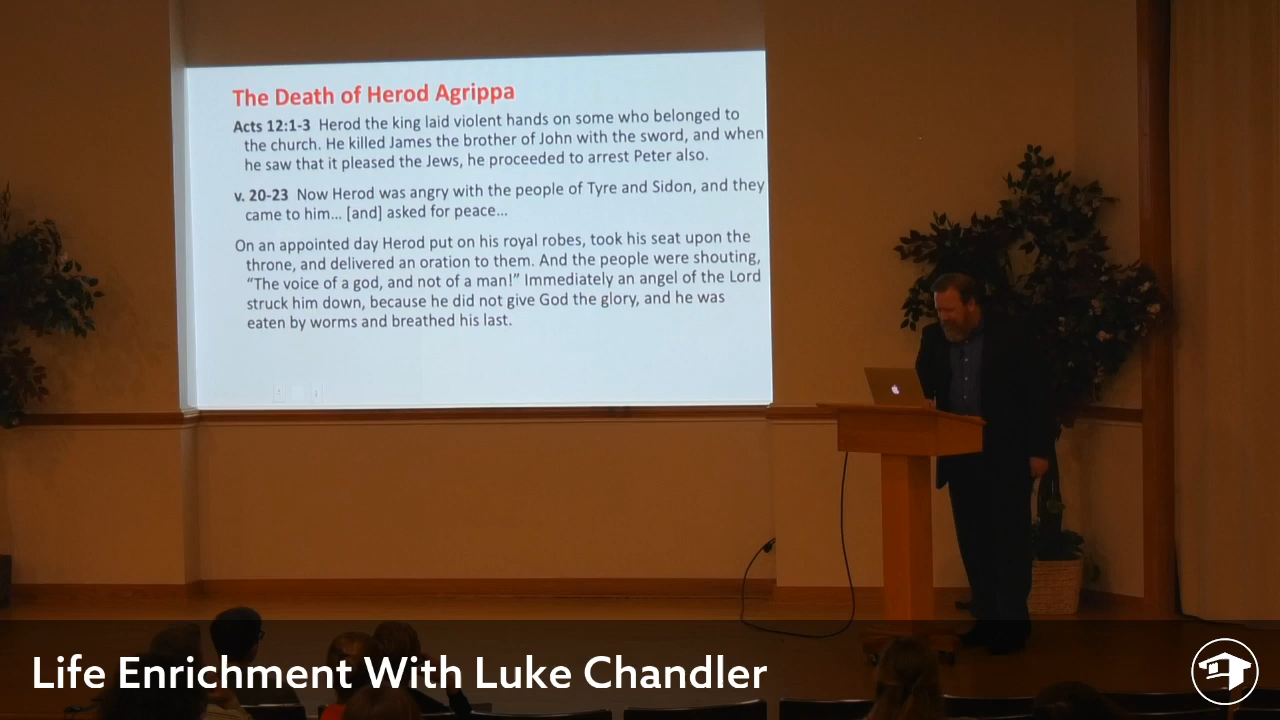 The Death of Herod Agrippa
Acts 12:1-3 Herod the king laid violent hands on some who belonged to
the church. He killed James the brother of John with the sword, and when
he saw that it pleased the Jews, he proceeded to arrest Peter also.
v. 20-23 Now Herod was angry with the people of Tyre and Sidon, and they
came to him... [and] asked for peace...
On an appointed day Herod put on his royal robes, took his seat upon the
throne, and delivered an oration to them. And the people were shouting,
“The voice of a god, and not of a man!” Immediately an angel of the Lord
struck him down, because he did not give God the glory, and he was
eaten by worms and breathed his last.
Life Enrichment With Luke Chandler